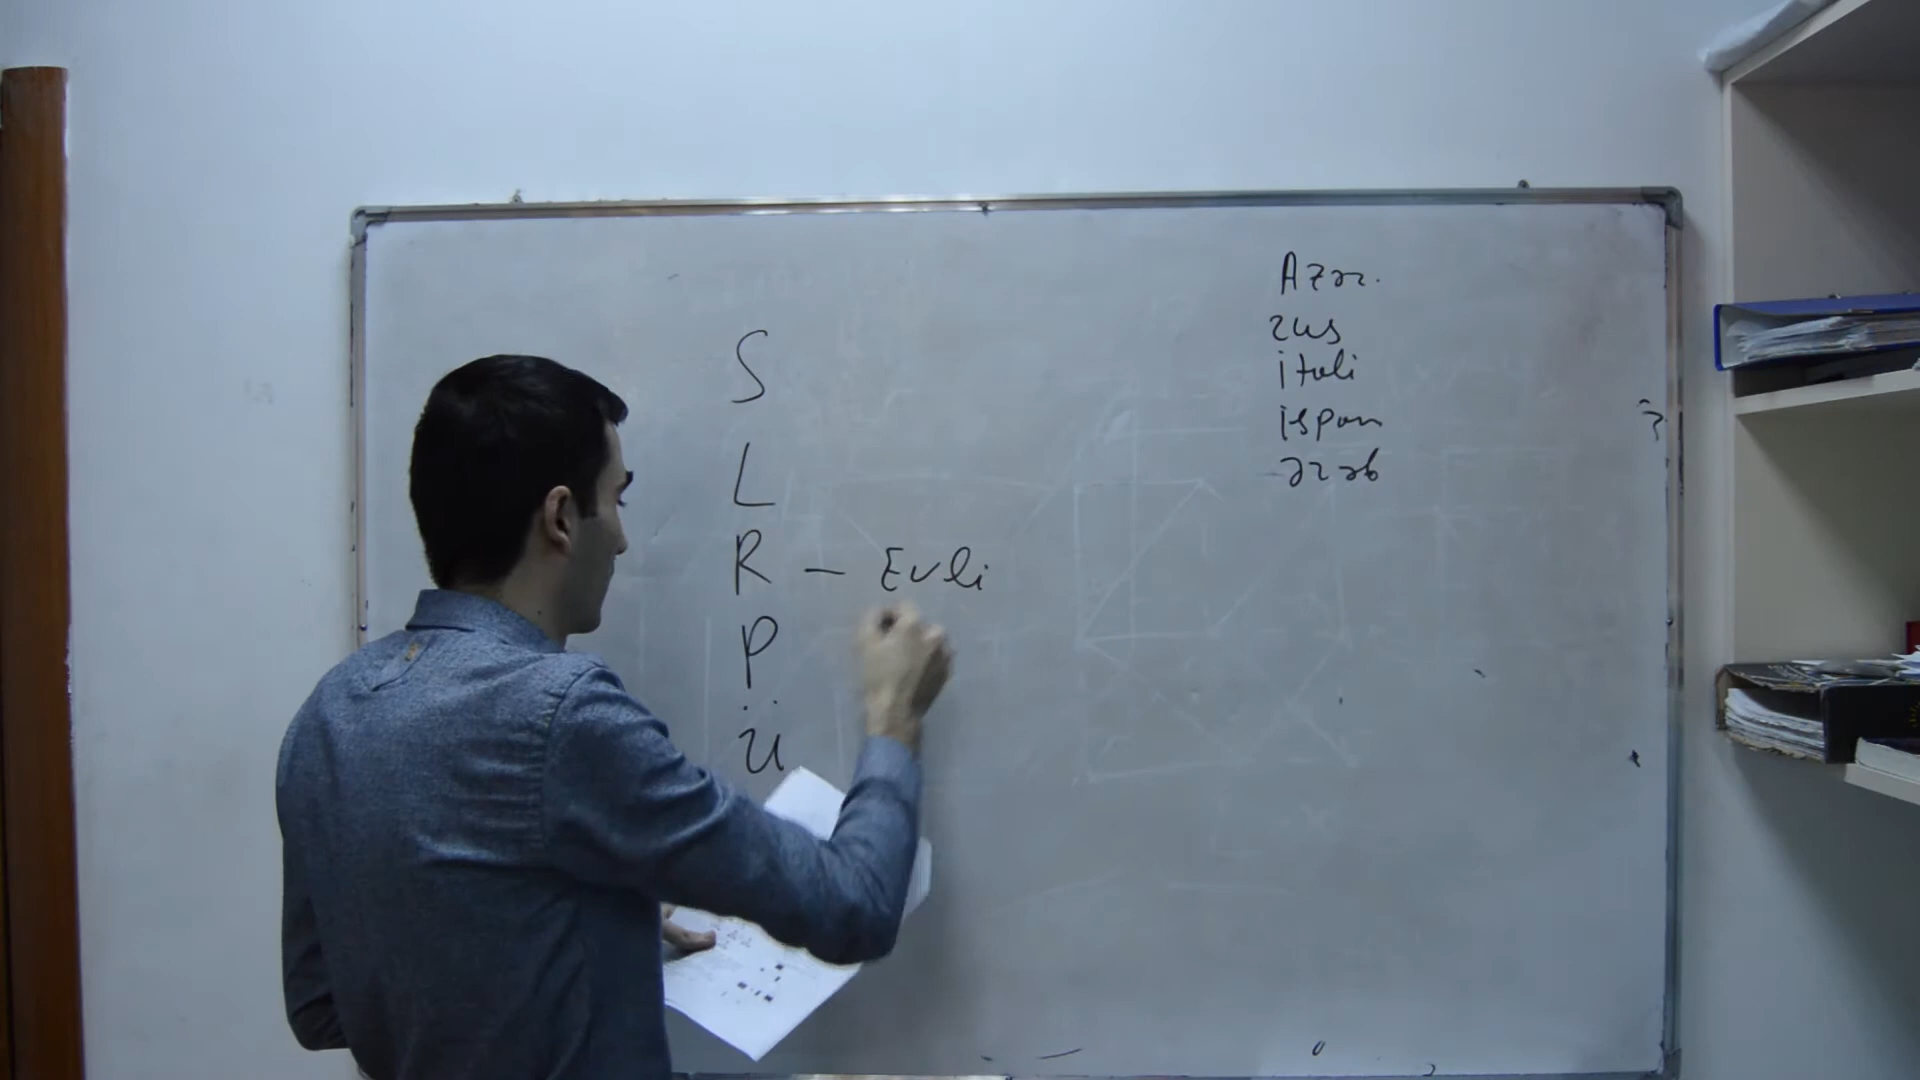 S
L
R – Evli
P
Ü
Azər.
rus
itali
ispan
ərəb